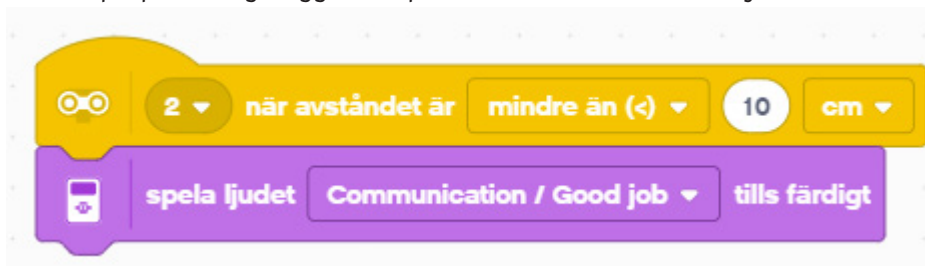 2 när avståndet är mindre än (<) 10 cm
spela ljudet Communication / Good job tills färdigt